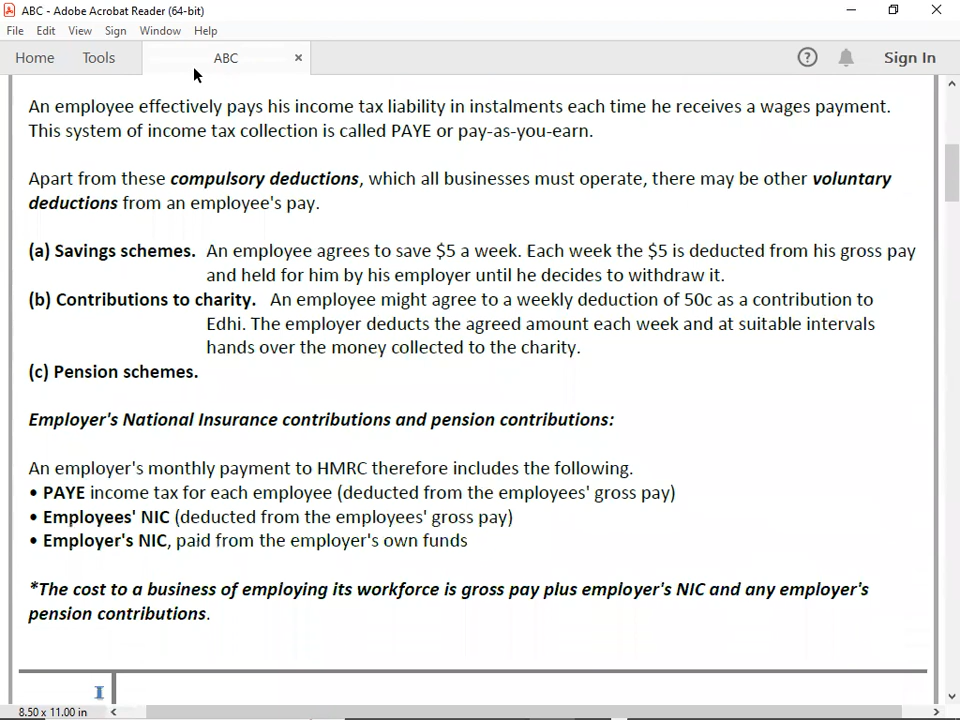 ABC - Adobe Acrobat Reader (64-bit)
File Edit View Sign Window Help
Home Tools ABC × ? Sign In
An employee effectively pays his income tax liability in instalments each time he receives a wages payment.
This system of income tax collection is called PAYE or pay-as-you-earn.
Apart from these compulsory deductions, which all businesses must operate, there may be other voluntary
deductions from an employee's pay.
(a) Savings schemes. An employee agrees to save $5 a week. Each week the $5 is deducted from his gross pay
and held for him by his employer until he decides to withdraw it.
(b) Contributions to charity. An employee might agree to a weekly deduction of 50c as a contribution to
Edhi. The employer deducts the agreed amount each week and at suitable intervals
hands over the money collected to the charity.
(c) Pension schemes.
Employer's National Insurance contributions and pension contributions:
An employer's monthly payment to HMRC therefore includes the following.
• PAYE income tax for each employee (deducted from the employees' gross pay)
• Employees' NIC (deducted from the employees' gross pay)
• Employer's NIC, paid from the employer's own funds
*The cost to a business of employing its workforce is gross pay plus employer's NIC and any employer's
pension contributions.
8.50 x 11.00 in